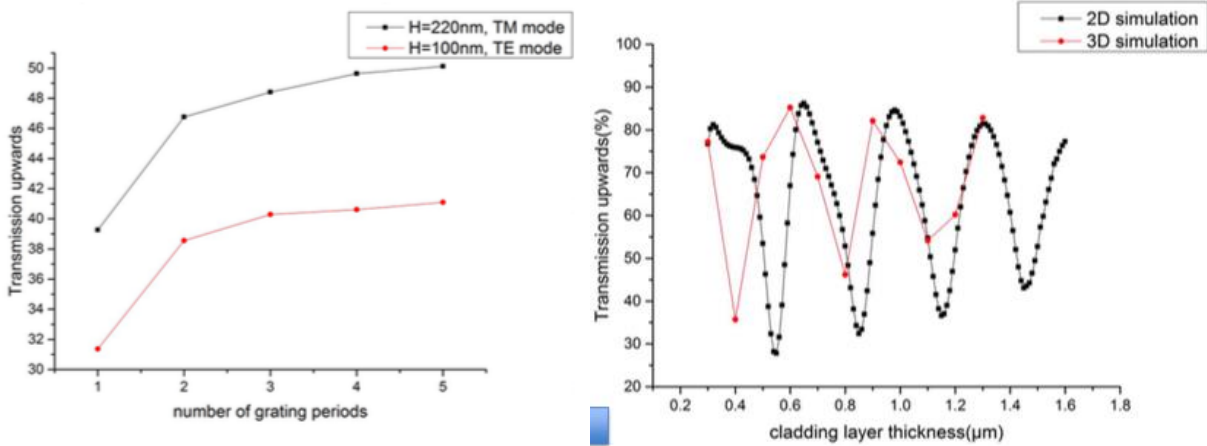 H=220nm, TM mode
H=100nm, TE mode
Transmission upwards
50
48
46
44
42
40
38
36
34
32
30
1 2 3 4 5
number of grating periods
2D simulation
3D simulation
Transmission upwards(%)
100
90
80
70
60
50
40
30
20
0.2 0.4 0.6 0.8 1.0 1.2 1.4 1.6 1.8
cladding layer thickness(μm)